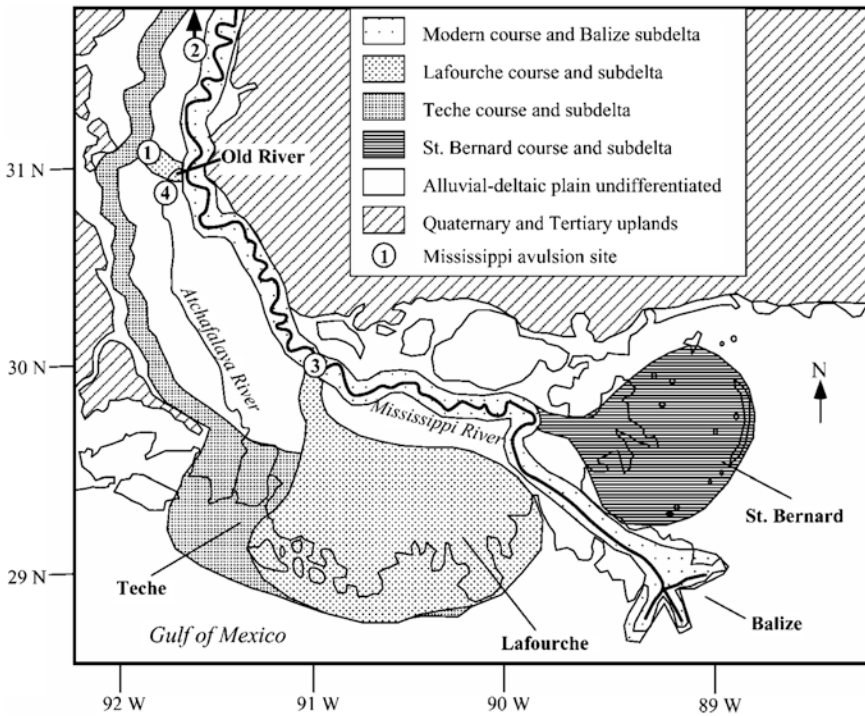 2
Modern course and Balize subdelta
Lafourche course and subdelta
Teche course and subdelta
St. Bernard course and subdelta
Alluvial-deltaic plain undifferentiated
Quaternary and Tertiary uplands
1 Mississippi avulsion site
1
Old River
31 N
4
Atchafalaya River
30 N
3
N
Mississippi River
St. Bernard
29 N
Teche
Balize
Gulf of Mexico
Lafourche
92 W
91 W
90 W
89 W